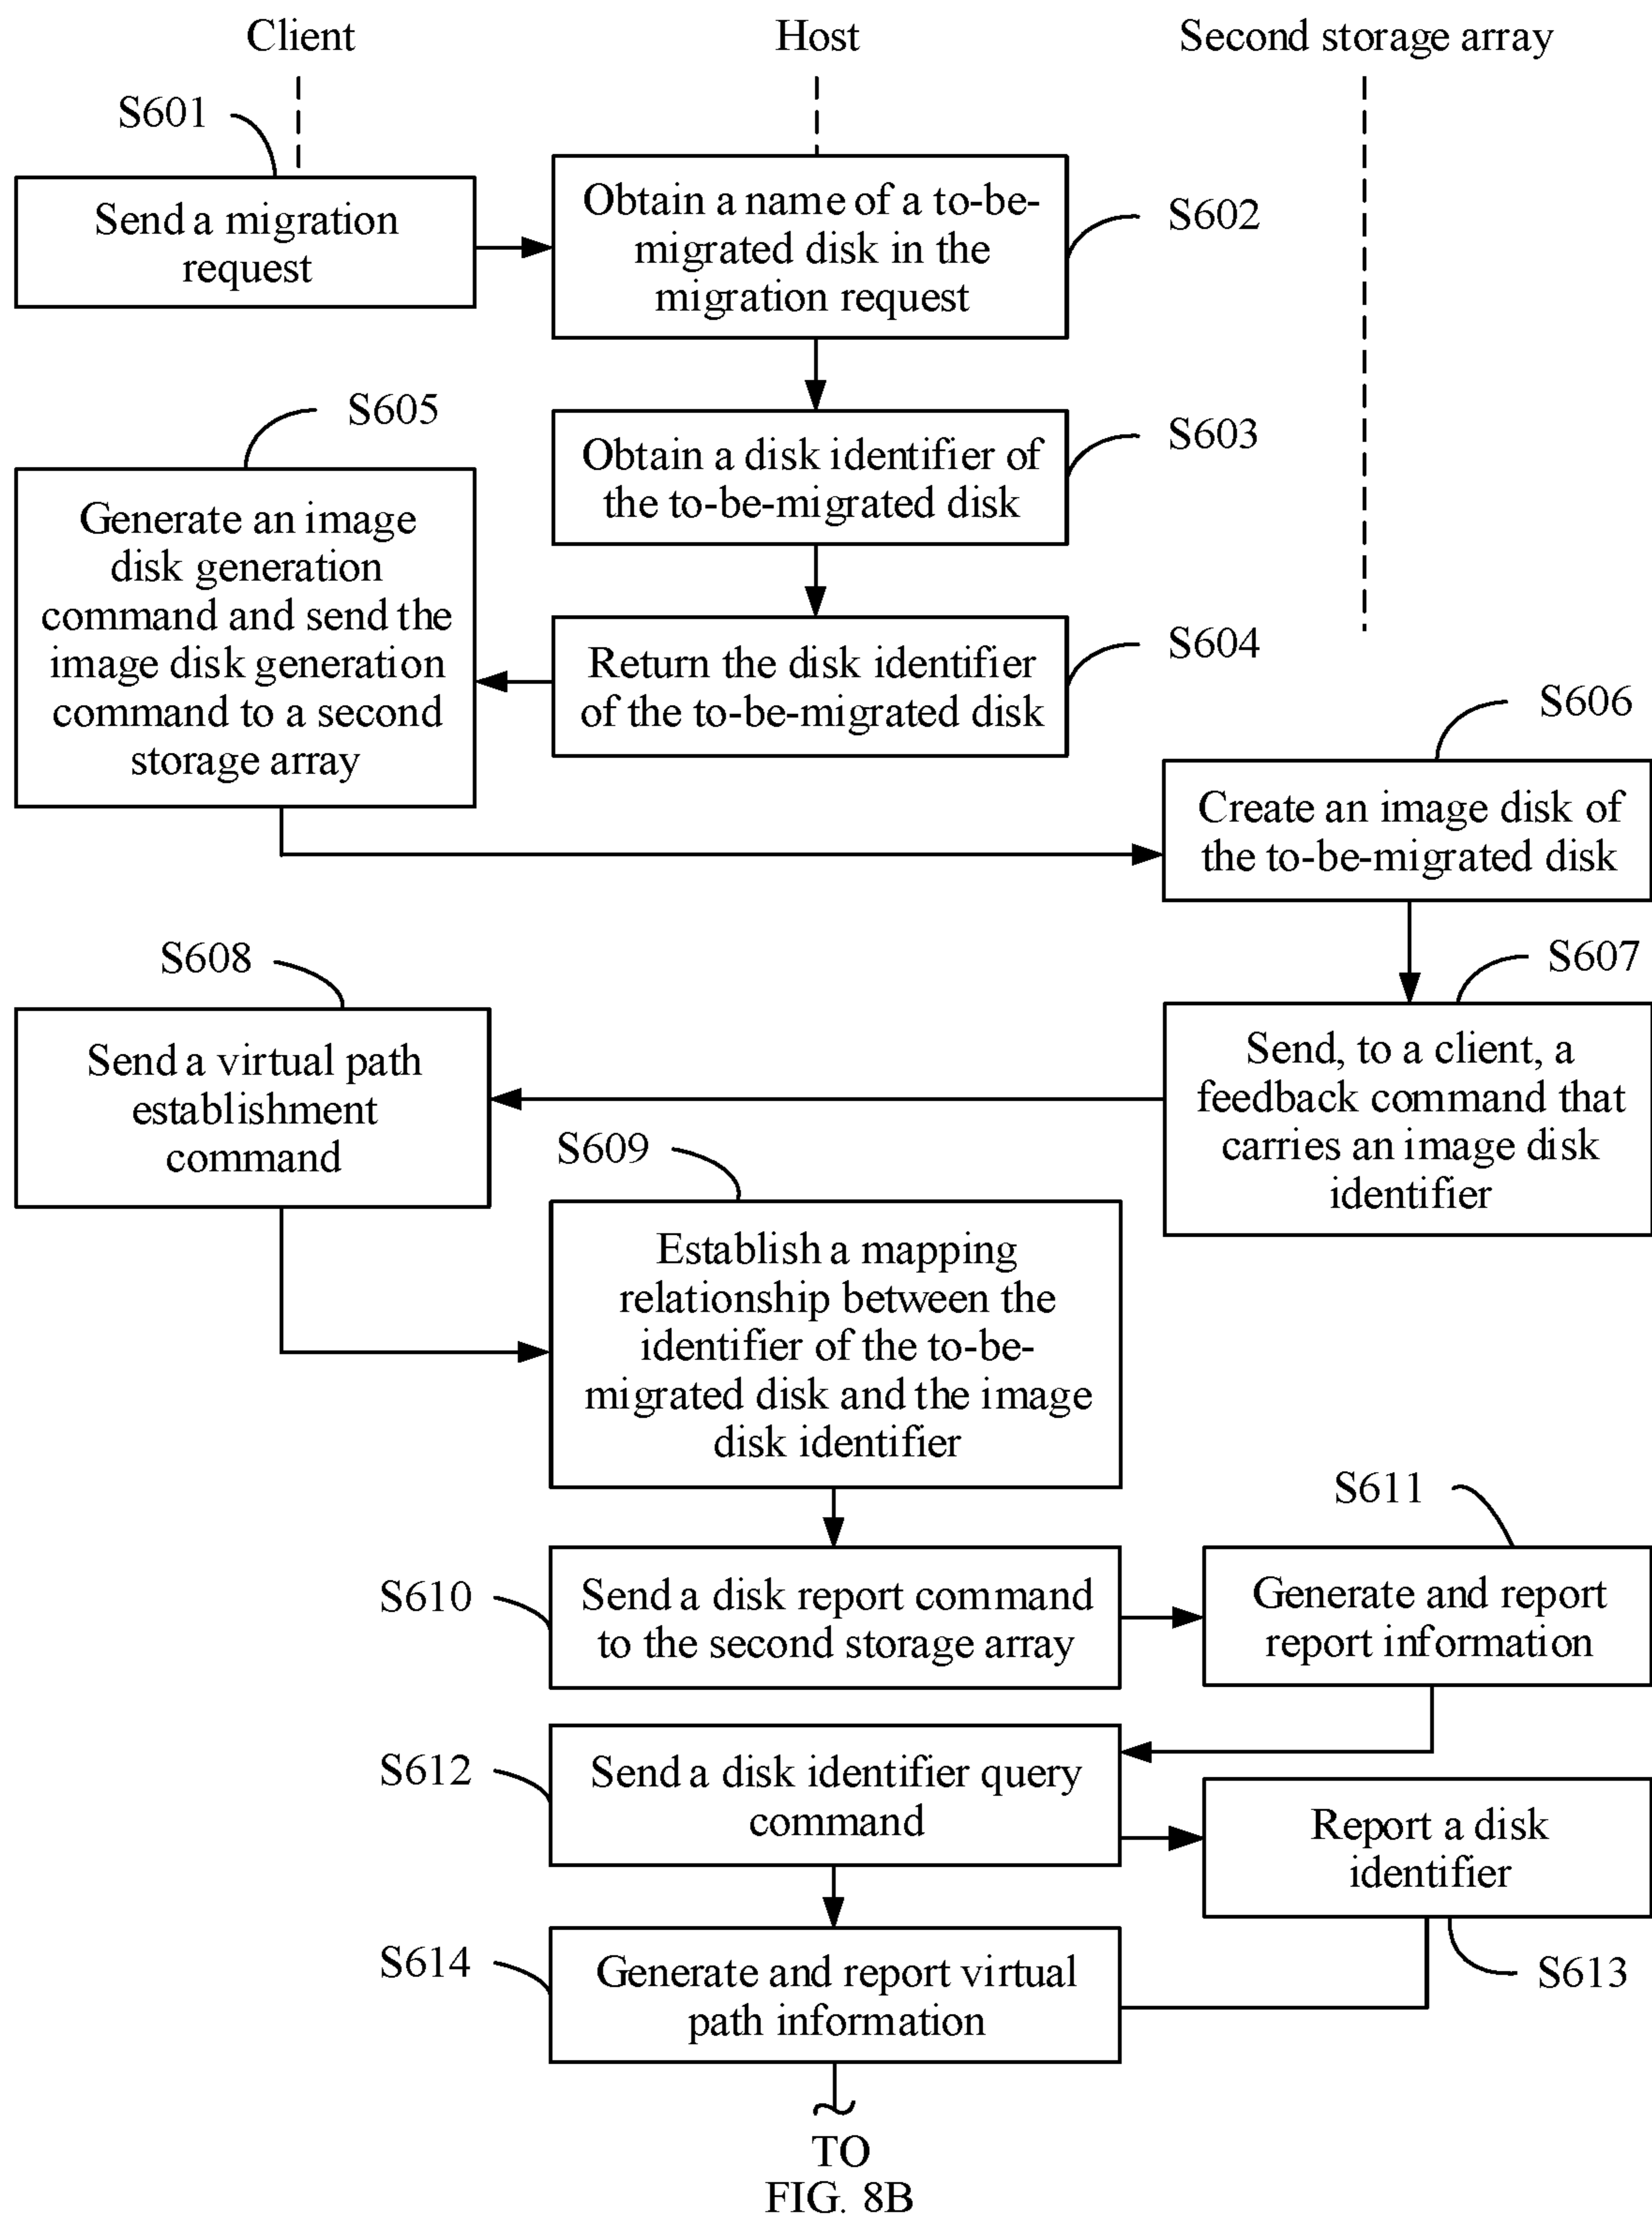 Client
Host
Second storage array
S601
Send a migration
request
Obtain a name of a to-be-
migrated disk in the
migration request
S602
S605
Obtain a disk identifier of
the to-be-migrated disk
S603
Generate an image
disk generation
command and send the
image disk generation
command to a second
storage array
Return the disk identifier
of the to-be-migrated disk
S604
S606
Create an image disk of
the to-be-migrated disk
S608
S607
Send a virtual path
establishment
command
Send, to a client, a
feedback command that
carries an image disk
identifier
S609
Establish a mapping
relationship between the
identifier of the to-be-
migrated disk and the image
disk identifier
S611
S610
Send a disk report command
to the second storage array
Generate and report
report information
S612
Send a disk identifier query
command
Report a disk
identifier
S614
Generate and report virtual
path information
S613
TO
FIG. 8B